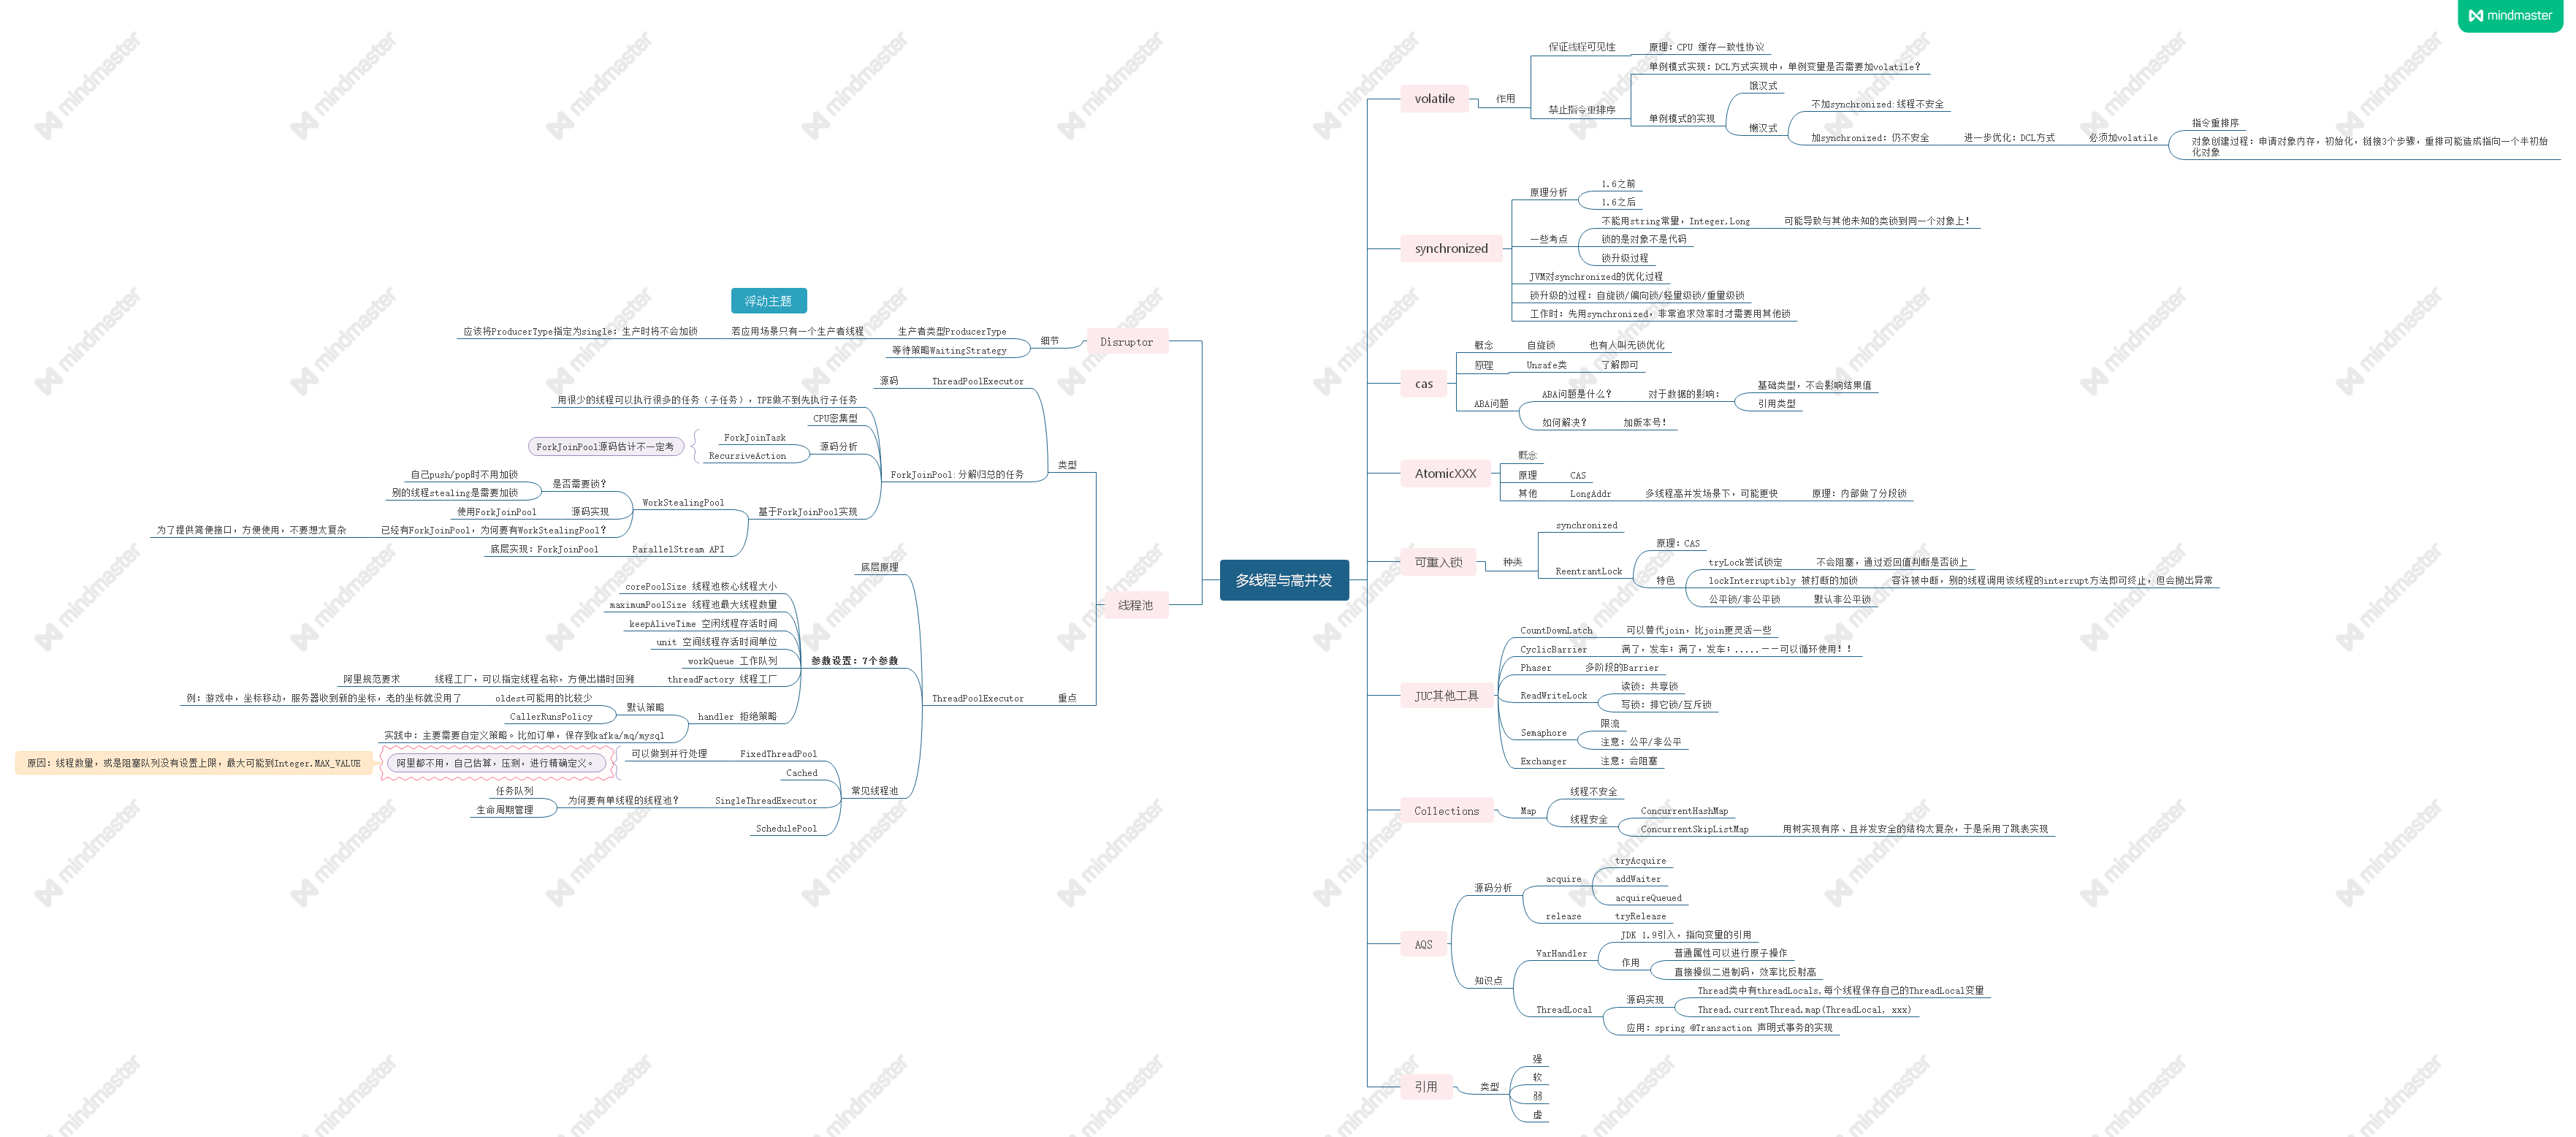 mindmaster
多线程与高并发
volatile
作用
保证线程可见性
原理：CPU 缓存一致性协议
禁止指令重排序
单例模式实现：DCL方式实现中，单例变量是否需要加volatile？
单例模式的实现
饿汉式
懒汉式
不加synchronized:线程不安全
加synchronized：仍不安全
进一步优化：DCL方式
必须加volatile
指令重排序
对象创建过程：申请对象内存，初始化，链接3个步骤，重排可能造成指向一个半初始
化对象
synchronized
原理分析
1.6之前
1.6之后
一些考点
不能用string常量，Integer.Long
可能导致与其他未知的类锁到同一个对象上！
锁的是对象不是代码
锁升级过程
JVM对synchronized的优化过程
锁升级的过程：自旋锁/偏向锁/轻量级锁/重量级锁
工作时：先用synchronized，非常追求效率时才需要用其他锁
cas
概念
自旋锁
也有人叫无锁优化
原理
Unsafe类
了解即可
ABA问题
ABA问题是什么？
对于数据的影响：
基础类型，不会影响结果值
引用类型
如何解决？
加版本号！
AtomicXXX
概念
原理
CAS
其他
LongAddr
多线程高并发场景下，可能更快
原理：内部做了分段锁
可重入锁
种类
synchronized
ReentrantLock
原理：CAS
特色
tryLock尝试锁定
不会阻塞，通过返回值判断是否锁上
lockInterruptibly 被打断的加锁
容许被中断，别的线程调用该线程的interrupt方法即可终止，但会抛出异常
公平锁/非公平锁
默认非公平锁
JUC其他工具
CountDownLatch
可以替代join，比join更灵活一些
CyclicBarrier
满了，发车；满了，发车；.....－－可以循环使用！！
Phaser
多阶段的Barrier
ReadWriteLock
读锁：共享锁
写锁：排它锁/互斥锁
Semaphore
限流
注意：公平/非公平
Exchanger
注意：会阻塞
Collections
Map
线程不安全
线程安全
ConcurrentHashMap
ConcurrentSkipListMap
用树实现有序、且并发安全的结构太复杂，于是采用了跳表实现
AQS
源码分析
acquire
tryAcquire
addWaiter
acquireQueued
release
tryRelease
知识点
VarHandler
JDK 1.9引入，指向变量的引用
作用
普通属性可以进行原子操作
直接操纵二进制码，效率比反射高
ThreadLocal
源码实现
Thread类中有threadLocals,每个线程保存自己的ThreadLocal变量
Thread.currentThread.map(ThreadLocal, xxx)
应用：spring @Transaction 声明式事务的实现
引用
类型
强
软
弱
虚
浮动主题
Disruptor
细节
生产者类型ProducerType
若应用场景只有一个生产者线程
应该将ProducerType指定为single：生产时将不会加锁
等待策略WaitingStrategy
线程池
类型
ThreadPoolExecutor
源码
ForkJoinPool:分解归总的任务
用很少的线程可以执行很多的任务（子任务），TPE做不到先执行子任务
CPU密集型
源码分析
ForkJoinTask
RecursiveAction
ForkJoinPool源码估计不一定考
基于ForkJoinPool实现
WorkStealingPool
是否需要锁？
自己push/pop时不用加锁
别的线程stealing是需要加锁
源码实现
使用ForkJoinPool
已经有ForkJoinPool，为何要有WorkStealingPool？
为了提供简便接口，方便使用，不要想太复杂
ParallelStream API
底层实现：ForkJoinPool
重点
ThreadPoolExecutor
底层原理
参数设置：7个参数
corePoolSize 线程池核心线程大小
maximumPoolSize 线程池最大线程数量
keepAliveTime 空闲线程存活时间
unit 空间线程存活时间单位
workQueue 工作队列
threadFactory 线程工厂
线程工厂，可以指定线程名称，方便出错时回溯
阿里规范要求
handler 拒绝策略
默认策略
oldest可能用的比较少
例：游戏中，坐标移动，服务器收到新的坐标，老的坐标就没用了
CallerRunsPolicy
实践中：主要需要自定义策略。比如订单，保存到kafka/mq/mysql
常见线程池
FixedThreadPool
可以做到并行处理
Cached
SingleThreadExecutor
为何要有单线程的线程池？
任务队列
生命周期管理
SchedulePool
阿里都不用，自己估算，压测，进行精确定义。
原因：线程数量，或是阻塞队列没有设置上限，最大可能到Integer.MAX_VALUE